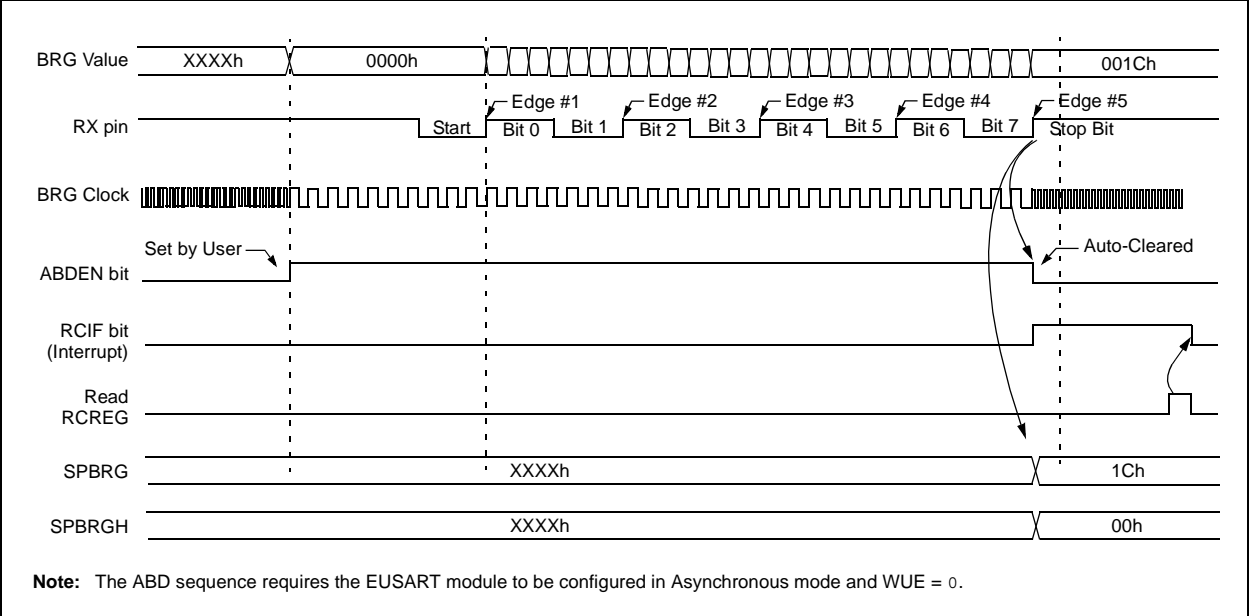 BRG Value
XXXXh
0000h
001Ch
Edge #1
Edge #2
Edge #3
Edge #4
Edge #5
RX pin
Start
Bit 0
Bit 1
Bit 2
Bit 3
Bit 4
Bit 5
Bit 6
Bit 7
Stop Bit
BRG Clock
Set by User
Auto-Cleared
ABDEN bit
RCIF bit
(Interrupt)
Read
RCREG
SPBRG
XXXXh
1Ch
SPBRGH
XXXXh
00h
Note: The ABD sequence requires the EUSART module to be configured in Asynchronous mode and WUE = 0.